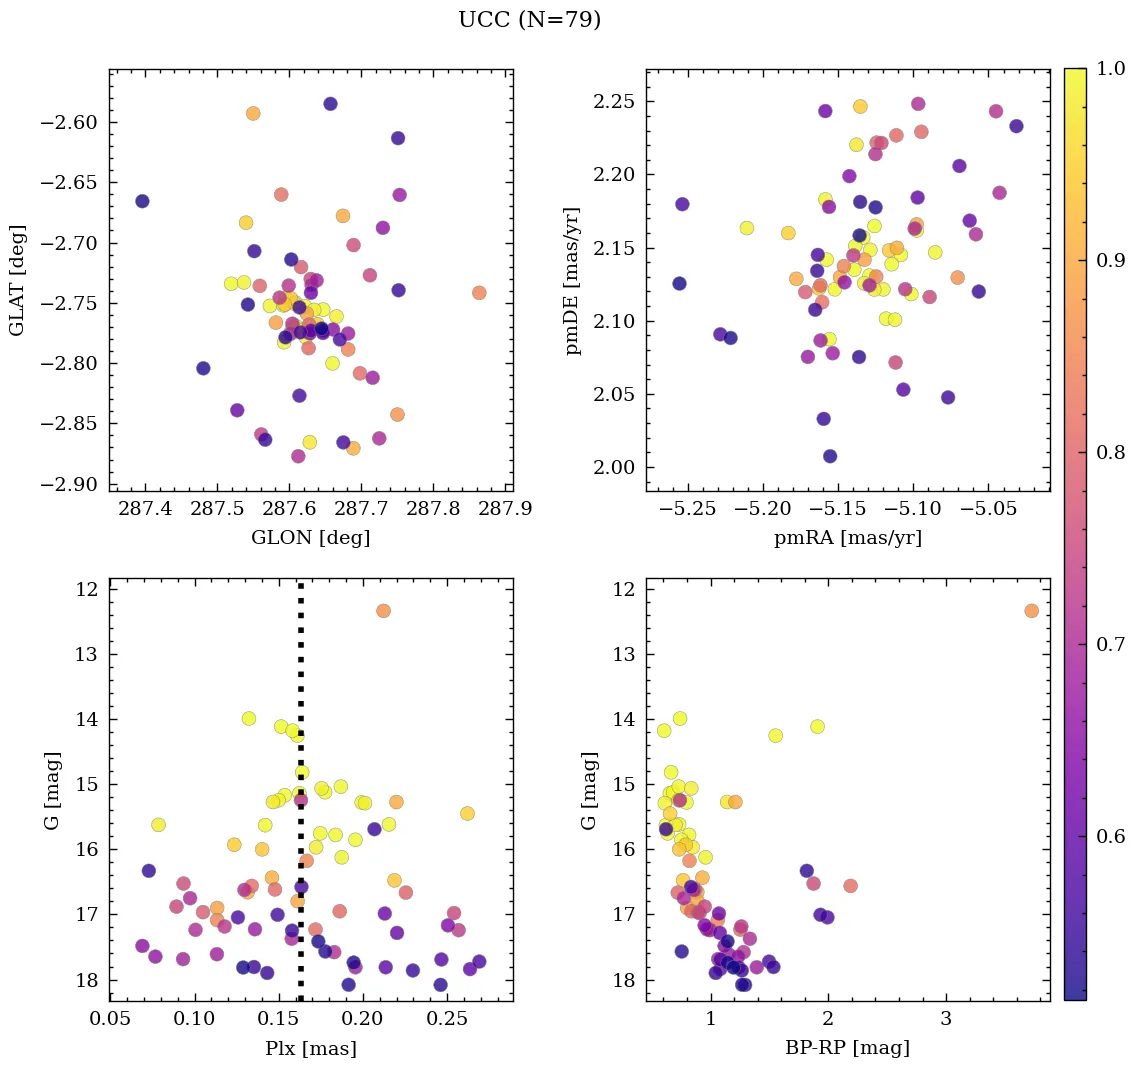 UCC (N=79)
−2.60
−2.65
−2.70
−2.75
−2.80
−2.85
−2.90
GLAT [deg]
287.4 287.5 287.6 287.7 287.8 287.9
GLON [deg]
2.25
2.20
2.15
2.10
2.05
2.00
pmDE [mas/yr]
−5.25 −5.20 −5.15 −5.10 −5.05
pmRA [mas/yr]
12
13
14
15
16
17
18
G [mag]
0.05 0.10 0.15 0.20 0.25
Plx [mas]
12
13
14
15
16
17
18
G [mag]
1 2 3
BP-RP [mag]
1.0
0.9
0.8
0.7
0.6